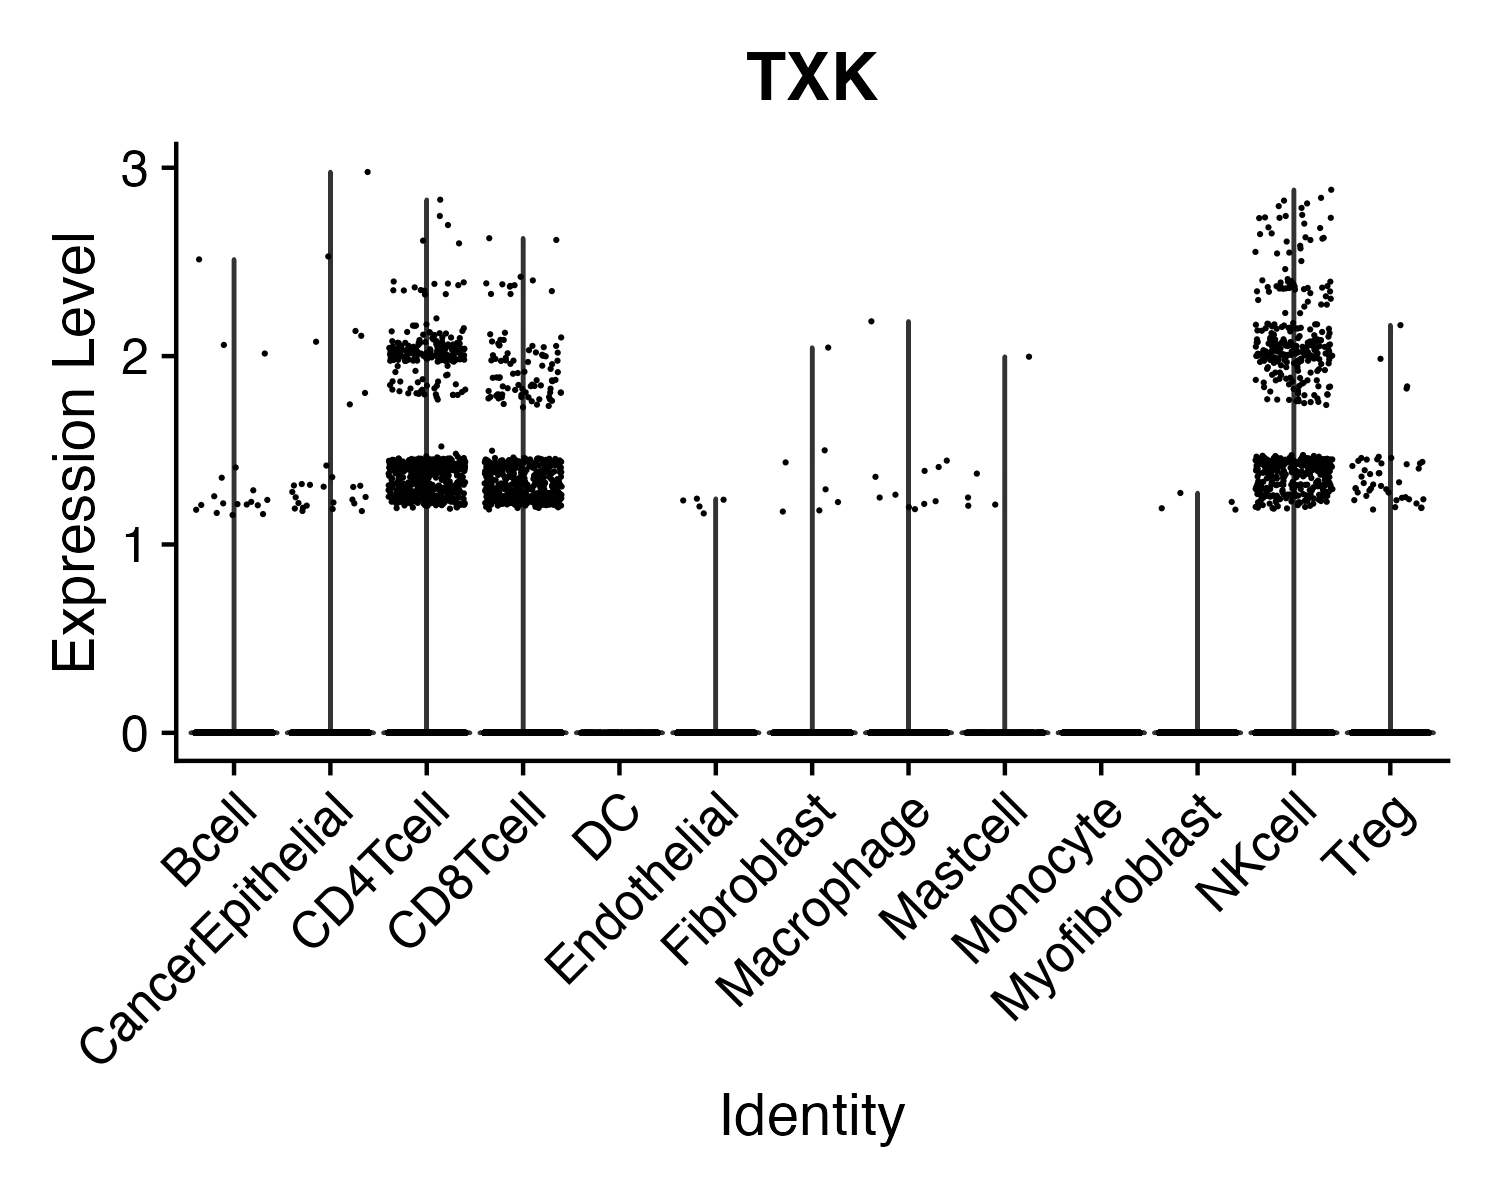 TXK
Expression Level
3
2
1
0
Bcell
CancerEpithelial
CD4Tcell
CD8Tcell
DC
Endothelial
Fibroblast
Macrophage
Mastcell
Monocyte
Myofibroblast
NKcell
Treg
Identity